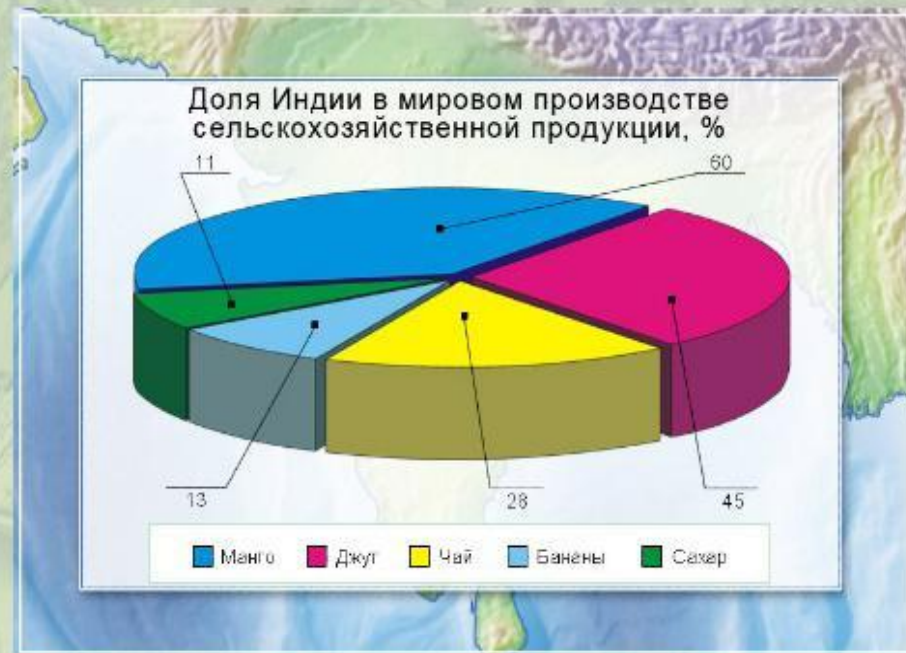 Доля Индии в мировом производстве
сельскохозяйственной продукции, %
11
60
13
28
45
Манго Джут Чай Бананы Сахар